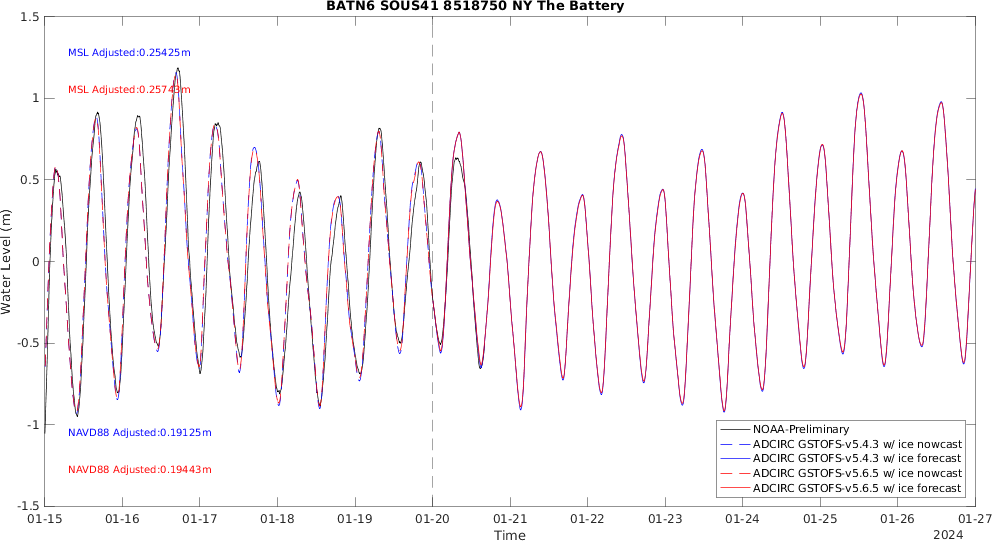 BATN6 SOUS41 8518750 NY The Battery
1.5
1
0.5
0
-0.5
-1
-1.5
Water Level (m)
MSL Adjusted:0.25425m
MSL Adjusted:0.25743m
NAVD88 Adjusted:0.19125m
NAVD88 Adjusted:0.19443m
NOAA-Preliminary
ADCIRC GSTOFS-v5.4.3 w/ ice nowcast
ADCIRC GSTOFS-v5.4.3 w/ ice forecast
ADCIRC GSTOFS-v5.6.5 w/ ice nowcast
ADCIRC GSTOFS-v5.6.5 w/ ice forecast
01-15 01-16 01-17 01-18 01-19 01-20 01-21 01-22 01-23 01-24 01-25 01-26 01-27
Time
2024